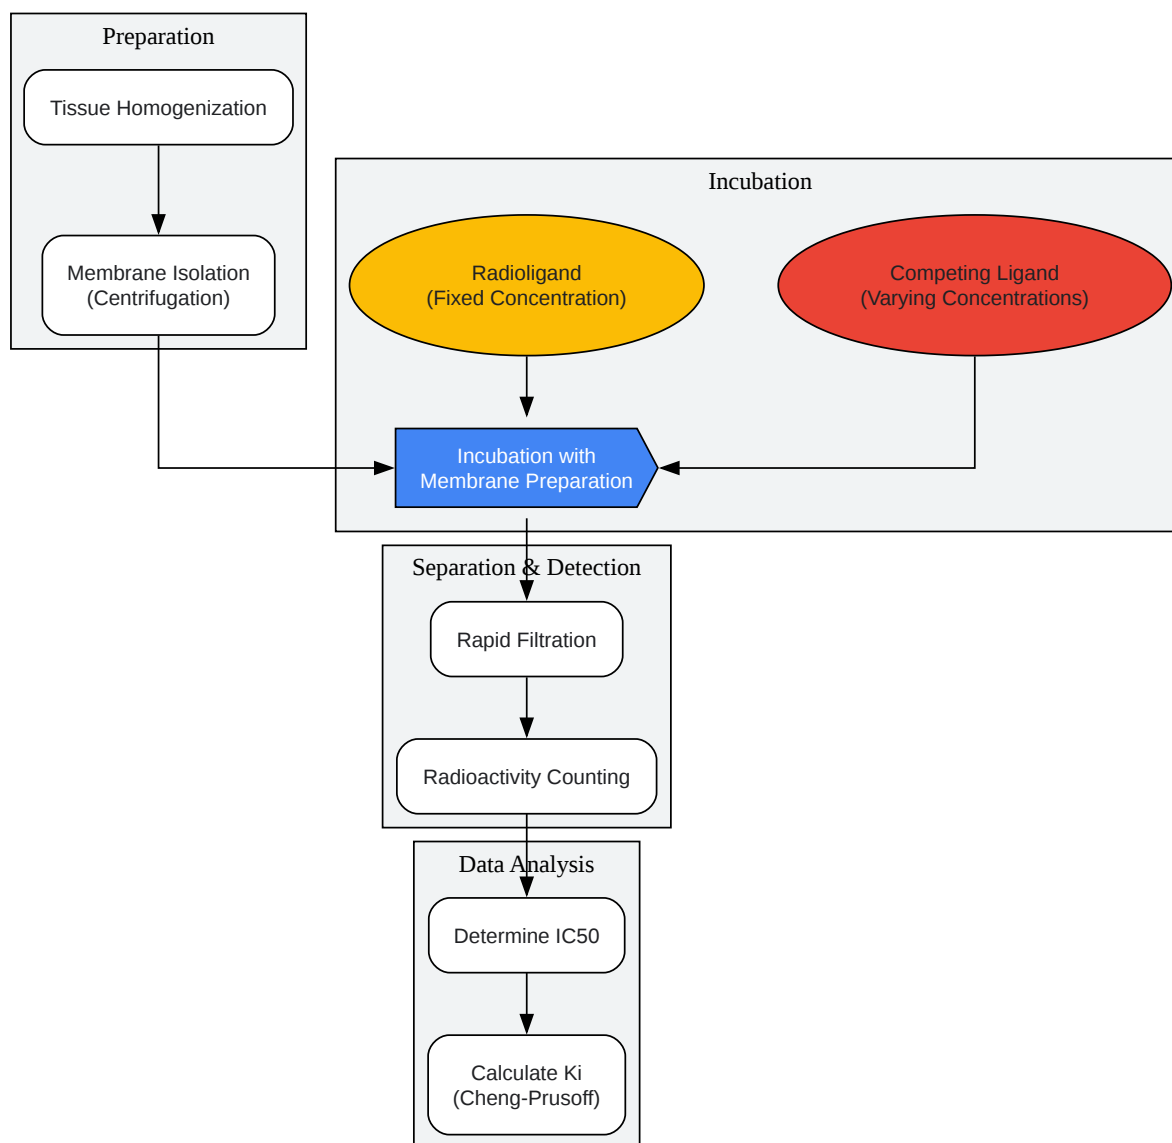 Preparation
Tissue Homogenization
Membrane Isolation
(Centrifugation)
Incubation
Radioligand
(Fixed Concentration)
Competing Ligand
(Varying Concentrations)
Incubation with
Membrane Preparation
Separation & Detection
Rapid Filtration
Radioactivity Counting
Data Analysis
Determine IC50
Calculate Ki
(Cheng-Prusoff)